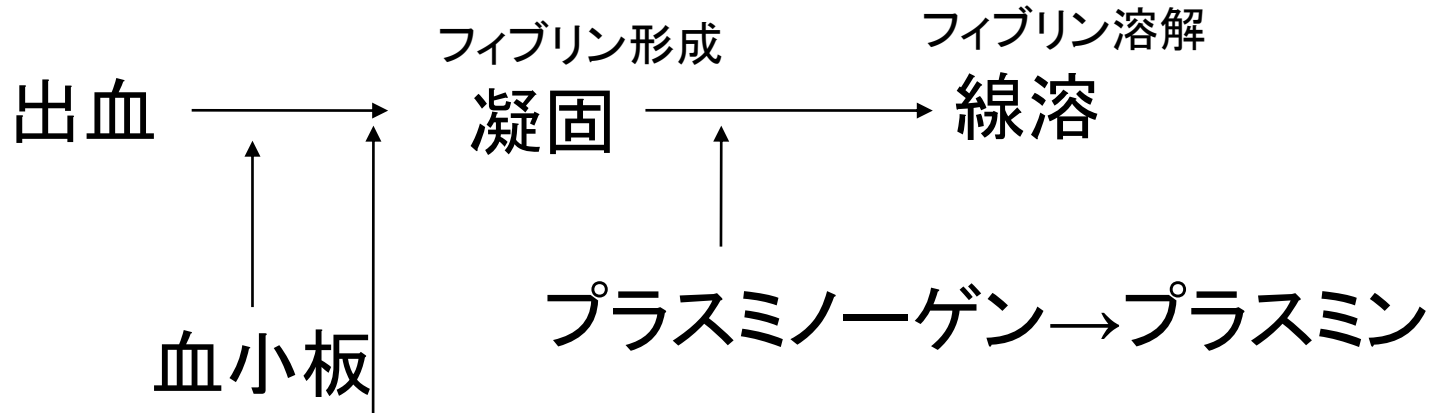 フィブリン形成
フィブリン溶解
出血
凝固
線溶
プラスミノーゲン→プラスミン
血小板